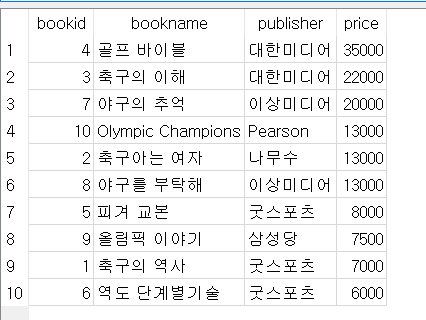 bookid bookname publisher price
1 4 골프 바이블 대한미디어 35000
2 3 축구의 이해 대한미디어 22000
3 7 야구의 추억 이상미디어 20000
4 10 Olympic Champions Pearson 13000
5 2 축구아는 여자 나무수 13000
6 8 야구를 부탁해 이상미디어 13000
7 5 피겨 교본 굿스포츠 8000
8 9 올림픽 이야기 삼성당 7500
9 1 축구의 역사 굿스포츠 7000
10 6 역도 단계별기술 굿스포츠 6000